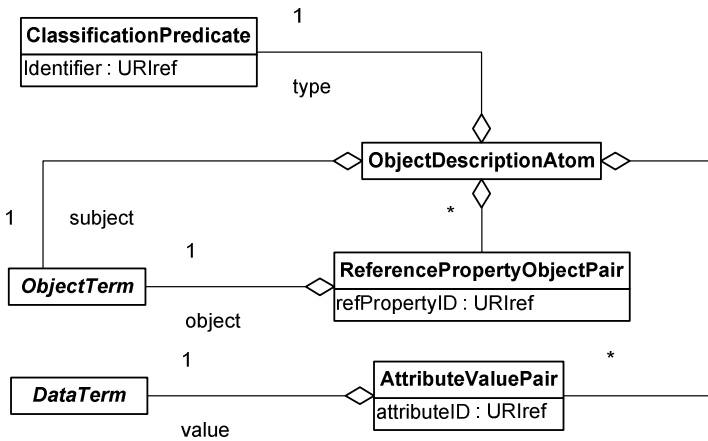 1
ClassificationPredicate
Identifier : URIref
type
ObjectDescriptionAtom
*
1
subject
1
ReferencePropertyObjectPair
ObjectTerm
refPropertyID : URIref
object
1
*
AttributeValuePair
DataTerm
attributeID : URIref
value